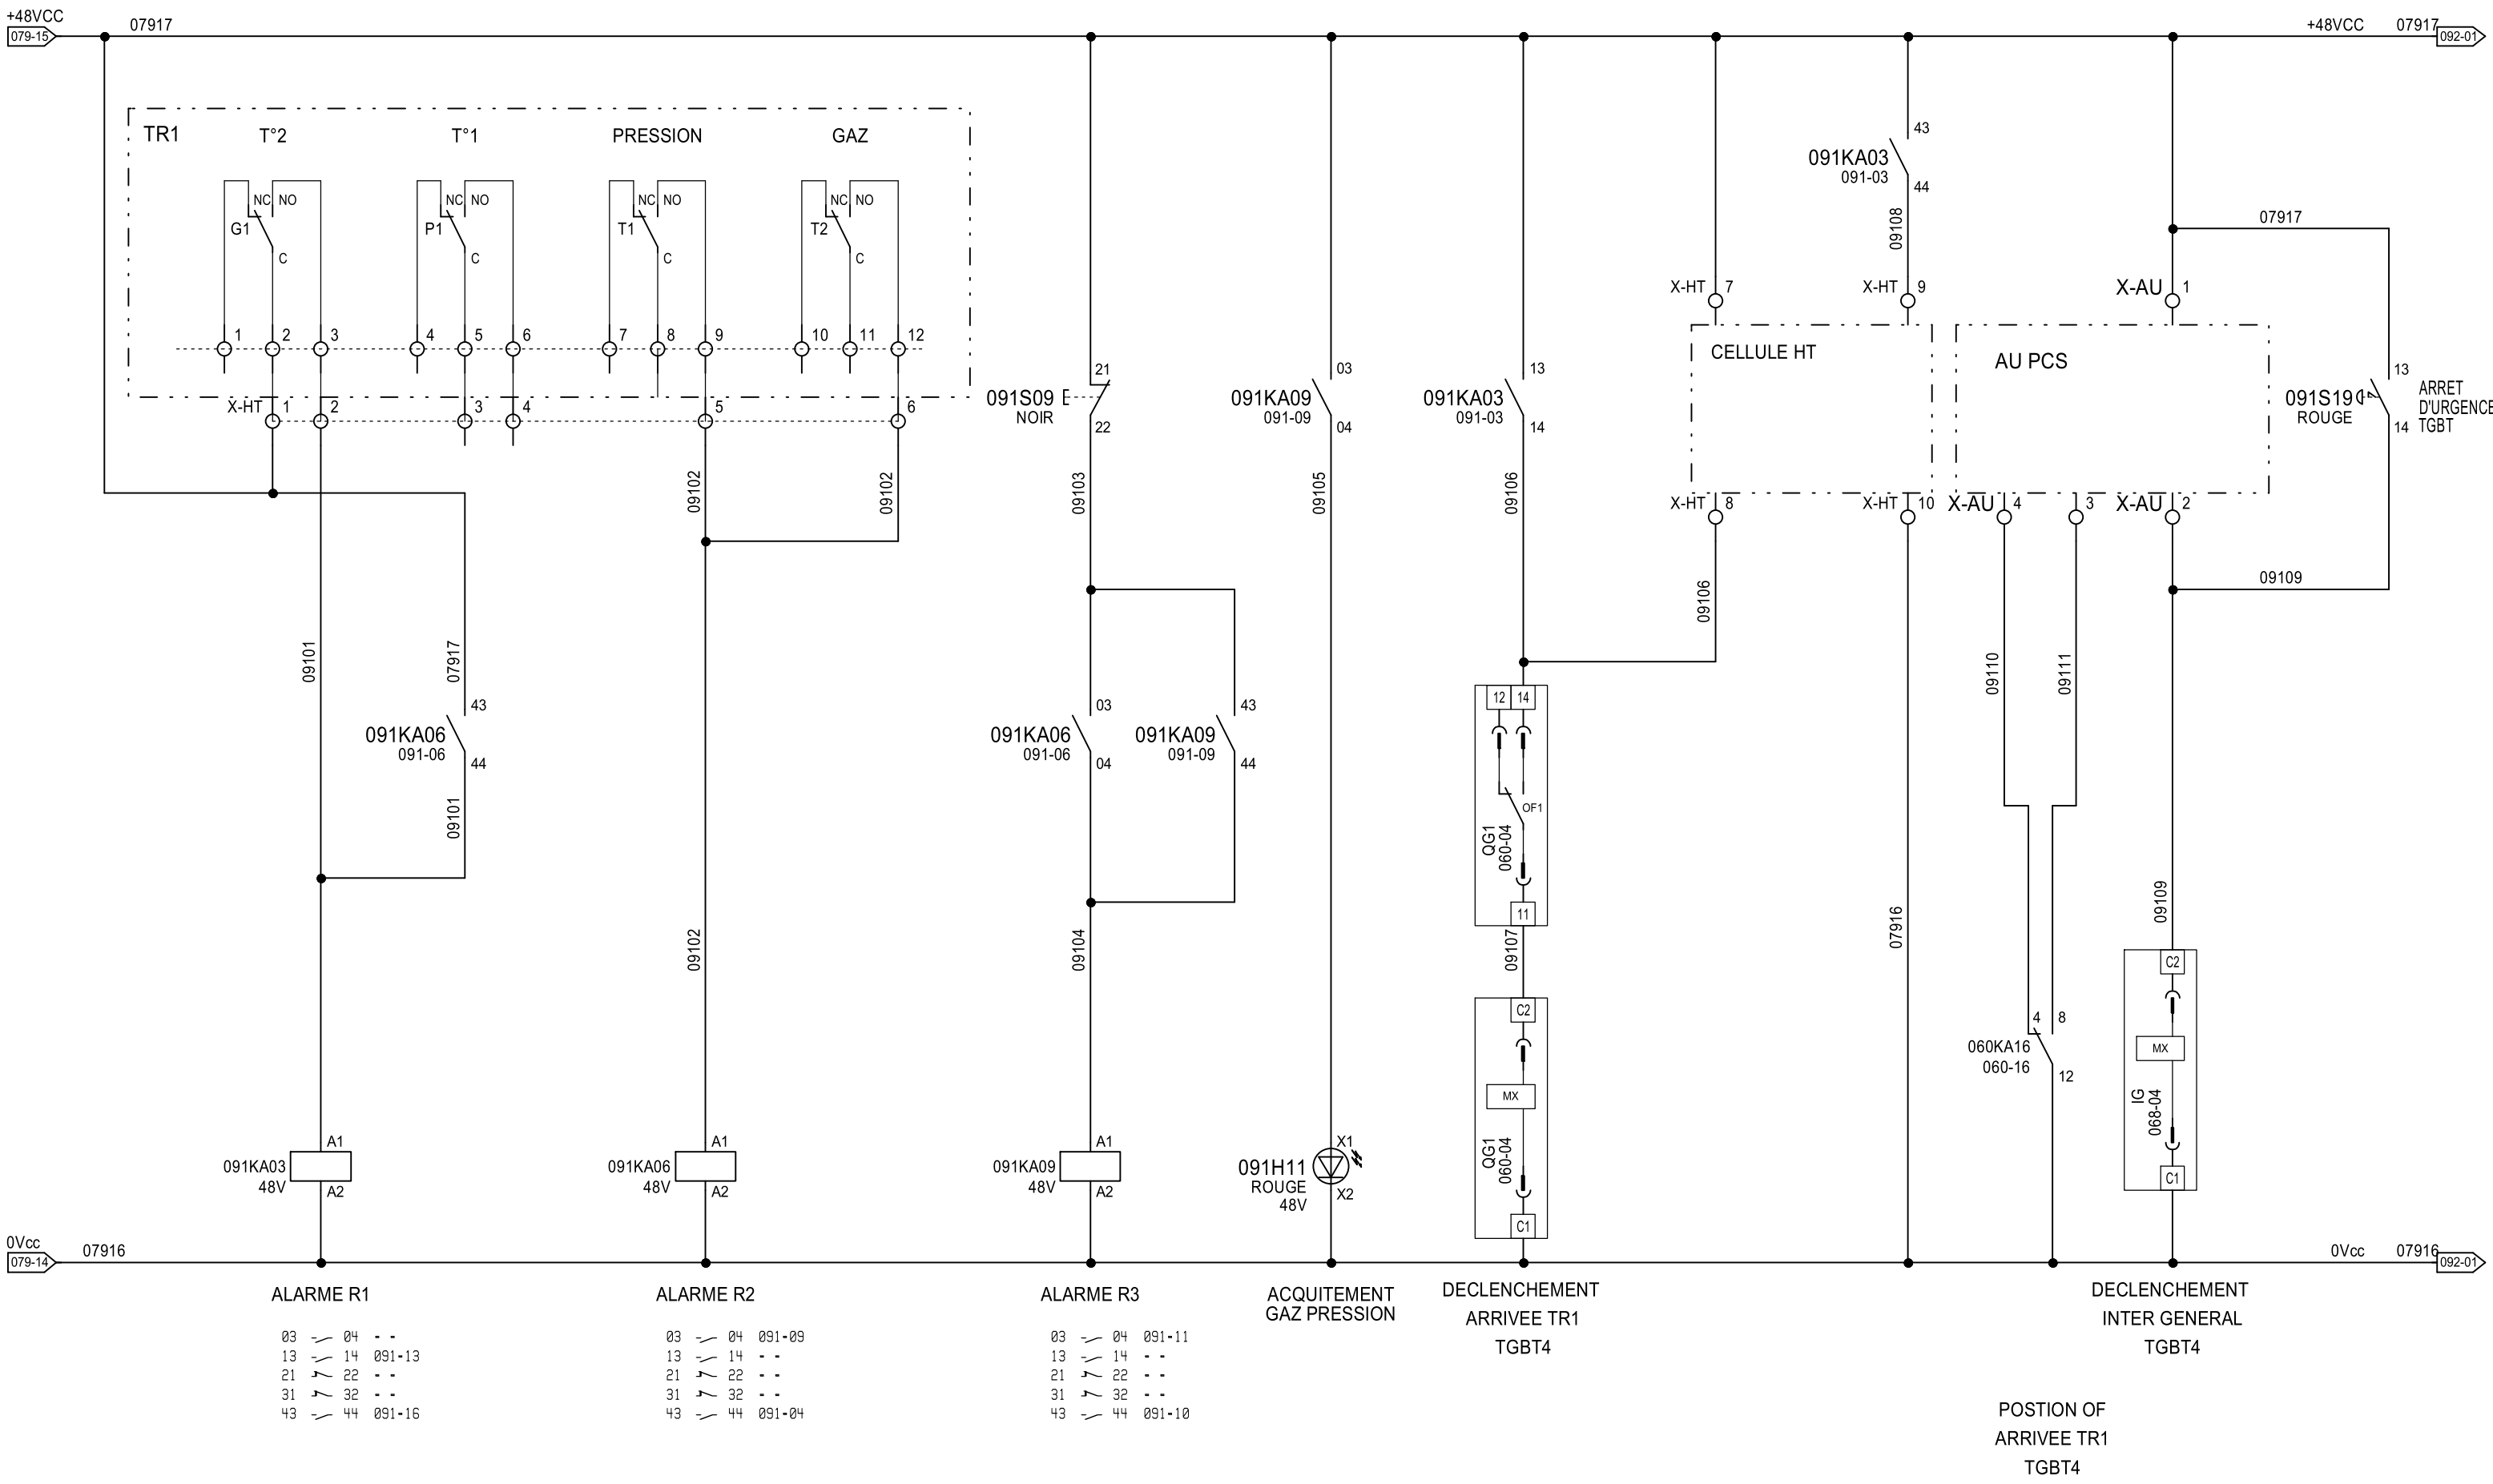 +48VCC
079-15
07917
+48VCC 07917
092-01
TR1 T°2 T°1 PRESSION GAZ
NC NO
G1
C
NC NO
P1
C
NC NO
T1
C
NC NO
T2
C
1 2 3 4 5 6 7 8 9 10 11 12
X-HT 1 2 3 4 5 6
09101
07917
43
091KA06
091-06
44
09101
A1
091KA03
48V
A2
09102
09102
09102
A1
091KA06
48V
A2
21
091S09
NOIR
22
09103
03
091KA06
091-06
04
43
091KA09
091-09
44
09104
A1
091KA09
48V
A2
03
091KA09
091-09
04
09105
X1
091H11
ROUGE
48V
X2
13
091KA03
091-03
14
09106
12 14
OF1
QG1
060-04
11
09107
C2
MX
QG1
060-04
C1
X-HT 7
CELLULE HT
X-HT 8
09106
43
091KA03
091-03
44
09108
X-HT 9
X-HT 10
07916
X-AU 1
AU PCS
X-AU 4
3
X-AU 2
09110
09111
4 8
060KA16
060-16
12
07917
13
091S19
ROUGE
14
ARRET
D'URGENCE
TGBT
09109
09109
C2
MX
IG
068-04
C1
0Vcc
079-14
07916
0Vcc 07916
092-01
ALARME R1
03 04 - -
13 14 091-13
21 22 - -
31 32 - -
43 44 091-16
ALARME R2
03 04 091-09
13 14 - -
21 22 - -
31 32 - -
43 44 091-04
ALARME R3
03 04 091-11
13 14 - -
21 22 - -
31 32 - -
43 44 091-10
ACQUITEMENT
GAZ PRESSION
DECLENCHEMENT
ARRIVEE TR1
TGBT4
DECLENCHEMENT
INTER GENERAL
TGBT4
POSTION OF
ARRIVEE TR1
TGBT4